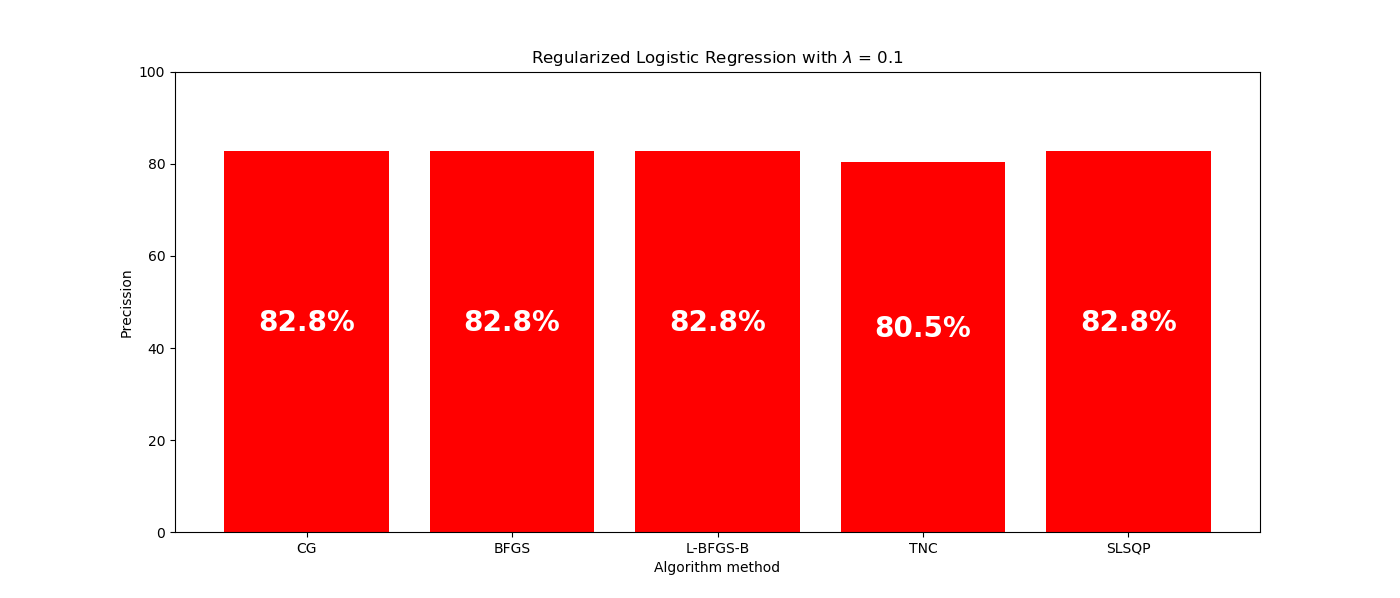 Regularized Logistic Regression with λ = 0.1
100
80
60
40
20
0
Precission
82.8%
82.8%
82.8%
80.5%
82.8%
CG
BFGS
L-BFGS-B
TNC
SLSQP
Algorithm method